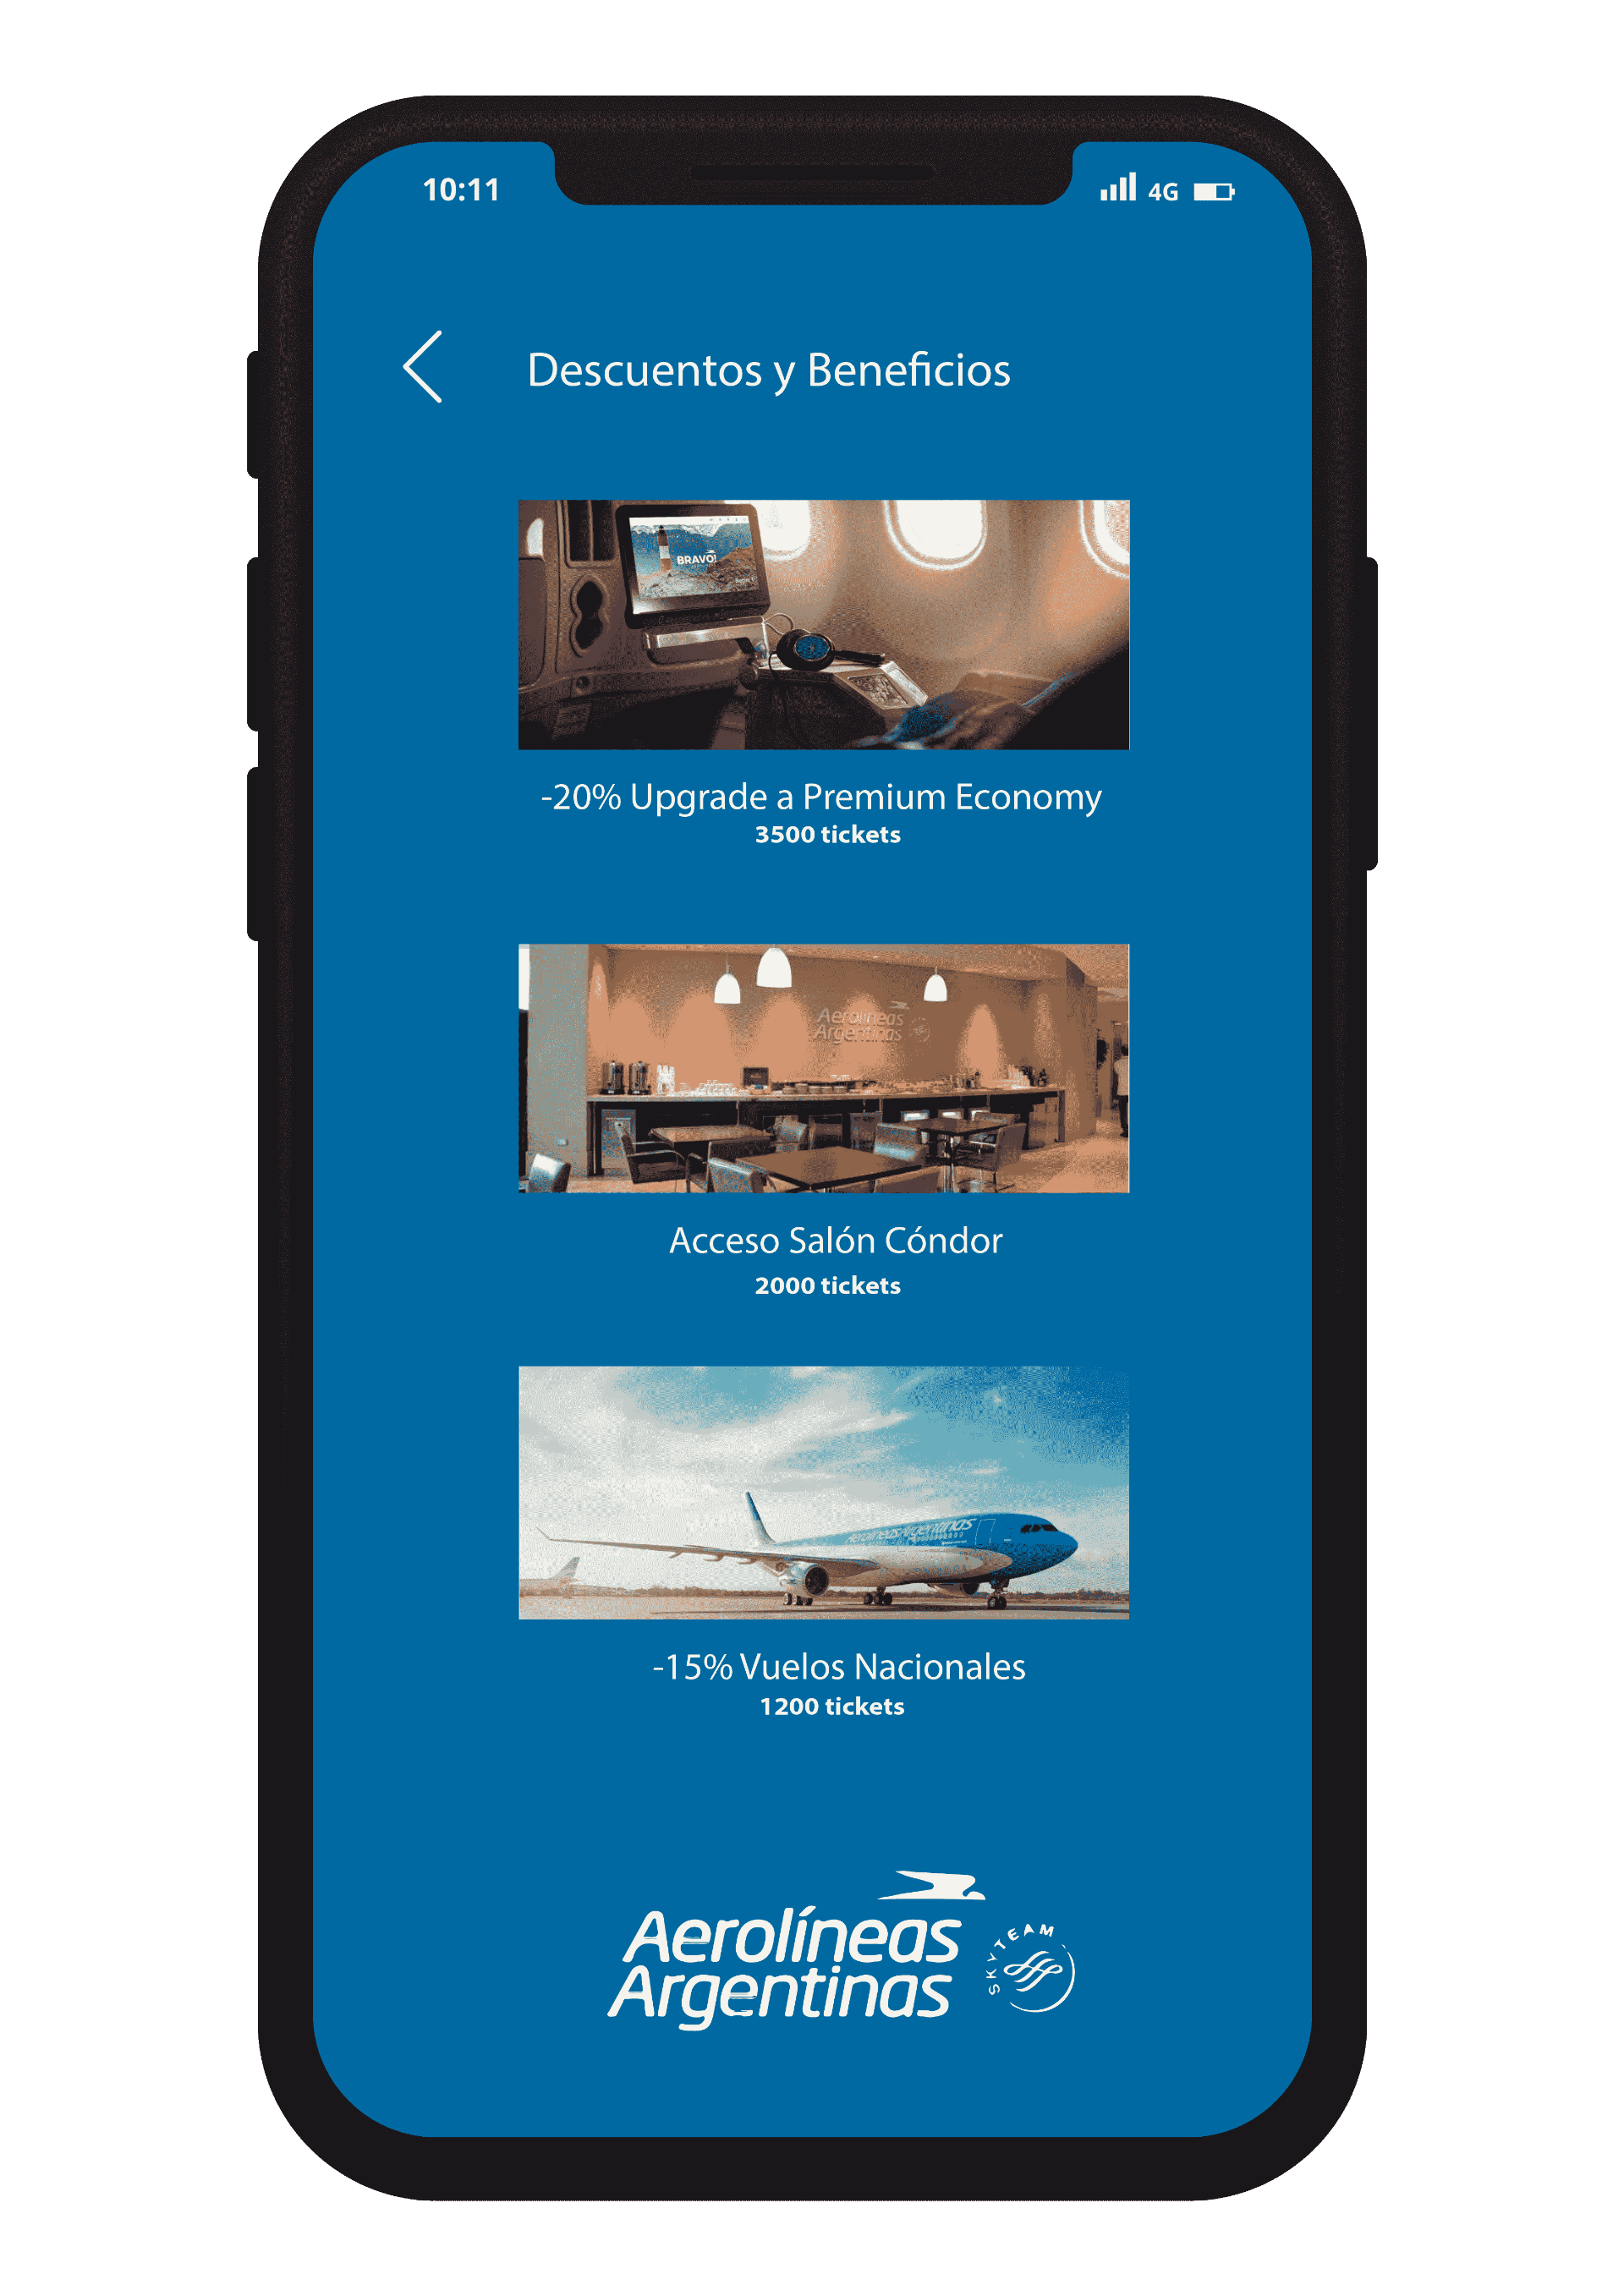 10:11
4G
Descuentos y Beneficios
BRAVO!
-20% Upgrade a Premium Economy
3500 tickets
Aerolíneas
Argentinas
Acceso Salón Cóndor
2000 tickets
Aerolíneas Argentinas
-15% Vuelos Nacionales
1200 tickets
Aerolíneas
Argentinas
SKYTEAM